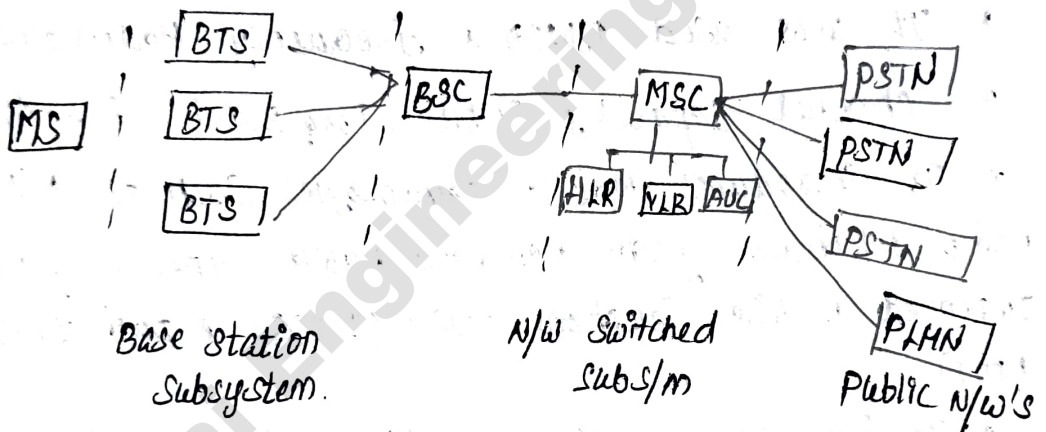 BTS
BTS
BTS
MS
BSC
MSC
HLR
VLR
AUC
PSTN
PSTN
PSTN
PLMN
Base station
Subsystem.
N/W Switched
Subs/m
Public N/W's
Engineering